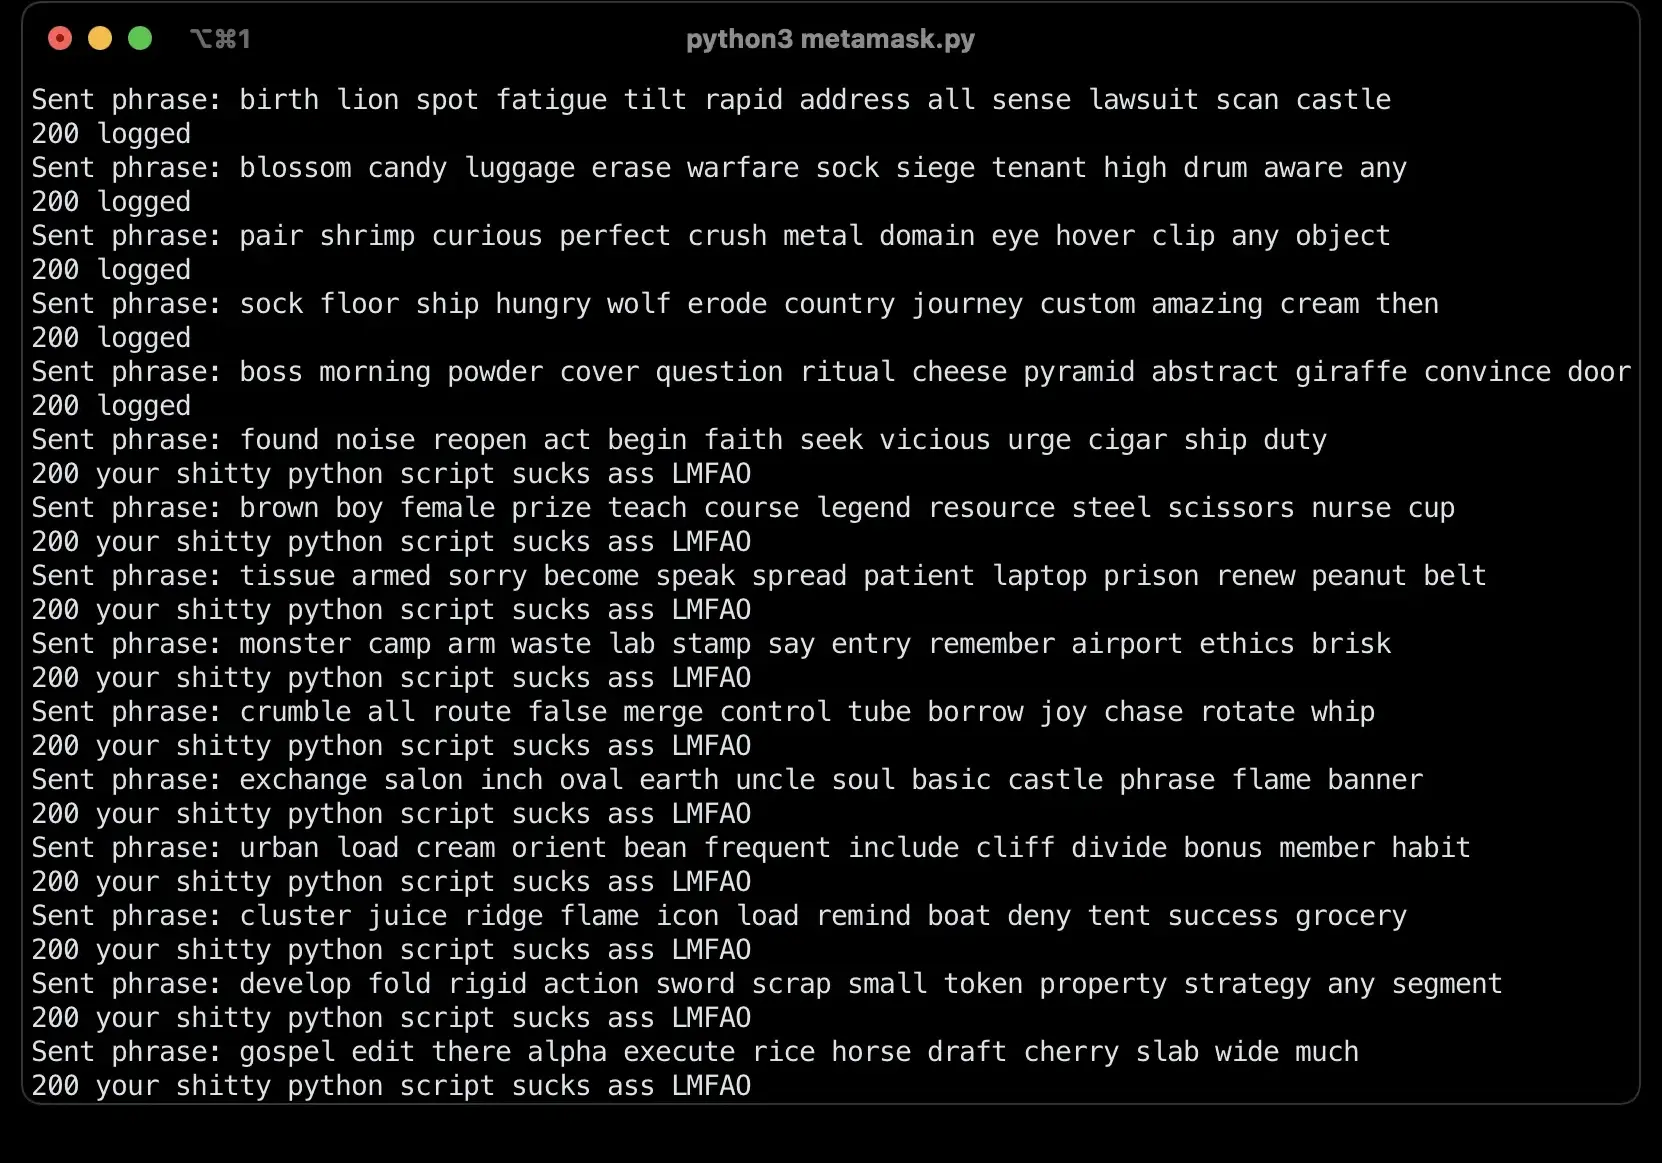 ⌥⌘1
python3 metamask.py
Sent phrase: birth lion spot fatigue tilt rapid address all sense lawsuit scan castle
200 logged
Sent phrase: blossom candy luggage erase warfare sock siege tenant high drum aware any
200 logged
Sent phrase: pair shrimp curious perfect crush metal domain eye hover clip any object
200 logged
Sent phrase: sock floor ship hungry wolf erode country journey custom amazing cream then
200 logged
Sent phrase: boss morning powder cover question ritual cheese pyramid abstract giraffe convince door
200 logged
Sent phrase: found noise reopen act begin faith seek vicious urge cigar ship duty
200 your shitty python script sucks ass LMFAO
Sent phrase: brown boy female prize teach course legend resource steel scissors nurse cup
200 your shitty python script sucks ass LMFAO
Sent phrase: tissue armed sorry become speak spread patient laptop prison renew peanut belt
200 your shitty python script sucks ass LMFAO
Sent phrase: monster camp arm waste lab stamp say entry remember airport ethics brisk
200 your shitty python script sucks ass LMFAO
Sent phrase: crumble all route false merge control tube borrow joy chase rotate whip
200 your shitty python script sucks ass LMFAO
Sent phrase: exchange salon inch oval earth uncle soul basic castle phrase flame banner
200 your shitty python script sucks ass LMFAO
Sent phrase: urban load cream orient bean frequent include cliff divide bonus member habit
200 your shitty python script sucks ass LMFAO
Sent phrase: cluster juice ridge flame icon load remind boat deny tent success grocery
200 your shitty python script sucks ass LMFAO
Sent phrase: develop fold rigid action sword scrap small token property strategy any segment
200 your shitty python script sucks ass LMFAO
Sent phrase: gospel edit there alpha execute rice horse draft cherry slab wide much
200 your shitty python script sucks ass LMFAO